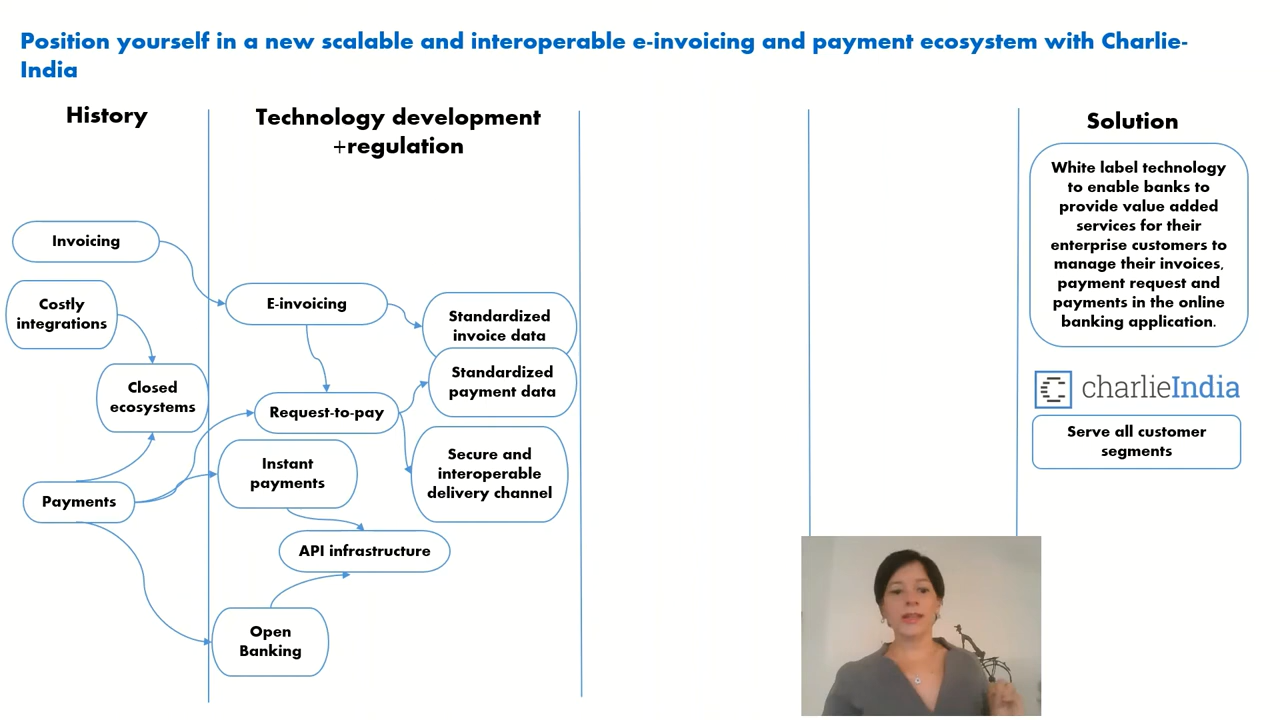 Position yourself in a new scalable and interoperable e-invoicing and payment ecosystem with Charlie-
India
History
Technology development
+regulation
Solution
Invoicing
Costly
integrations
Closed
ecosystems
Payments
E-invoicing
Standardized
invoice data
Standardized
payment data
Request-to-pay
Instant
payments
Secure and
interoperable
delivery channel
API infrastructure
Open
Banking
White label technology
to enable banks to
provide value added
services for their
enterprise customers to
manage their invoices,
payment request and
payments in the online
banking application.
charlieIndia
Serve all customer
segments